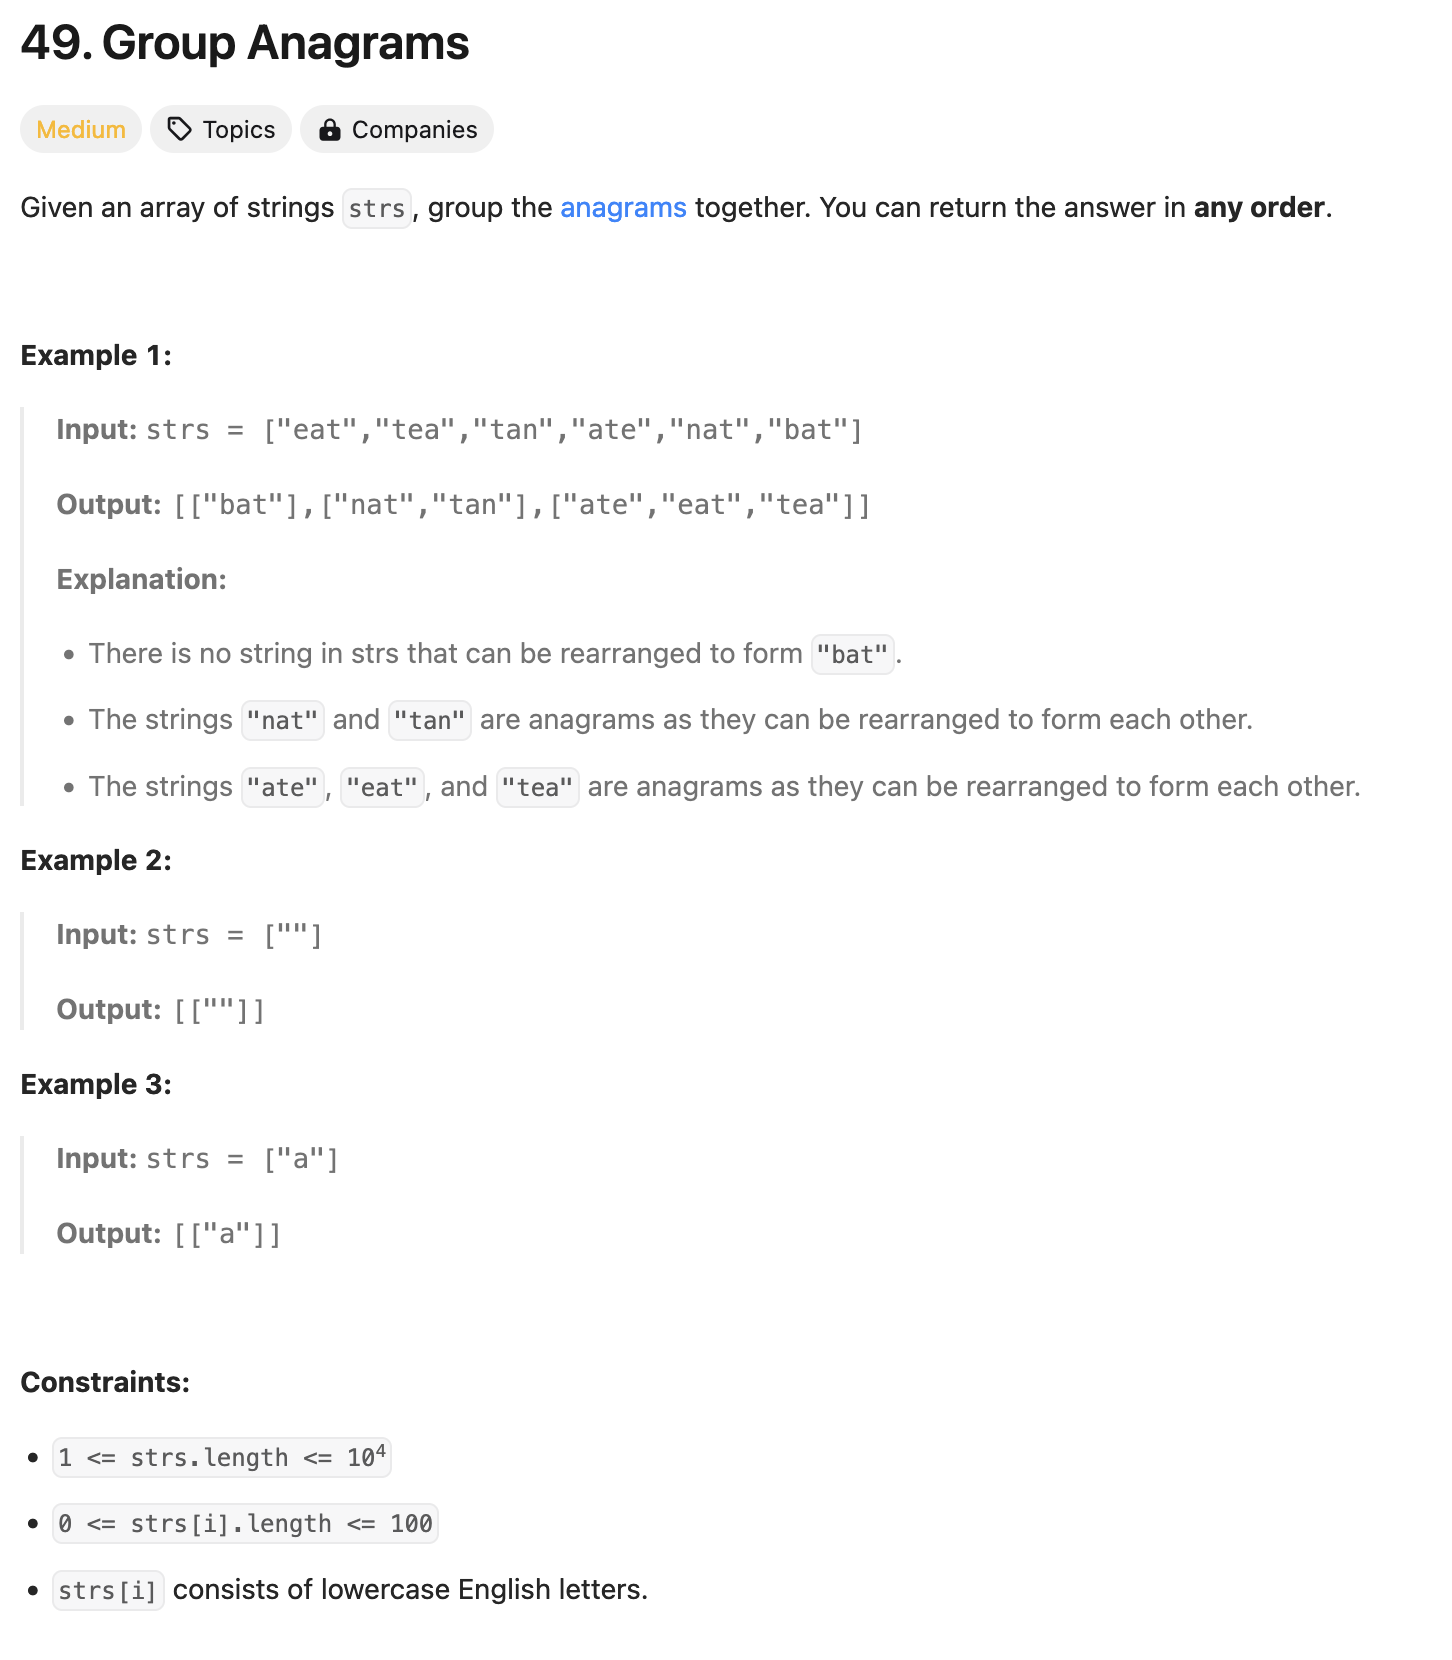 49. Group Anagrams
Medium Topics Companies
Given an array of strings strs, group the anagrams together. You can return the answer in any order.
Example 1:
Input: strs = ["eat","tea","tan","ate","nat","bat"]
Output: [["bat"],["nat","tan"],["ate","eat","tea"]]
Explanation:
• There is no string in strs that can be rearranged to form "bat".
• The strings "nat" and "tan" are anagrams as they can be rearranged to form each other.
• The strings "ate", "eat", and "tea" are anagrams as they can be rearranged to form each other.
Example 2:
Input: strs = [""]
Output: [[""]]
Example 3:
Input: strs = ["a"]
Output: [["a"]]
Constraints:
• 1 <= strs.length <= 10⁴
• 0 <= strs[i].length <= 100
• strs[i] consists of lowercase English letters.